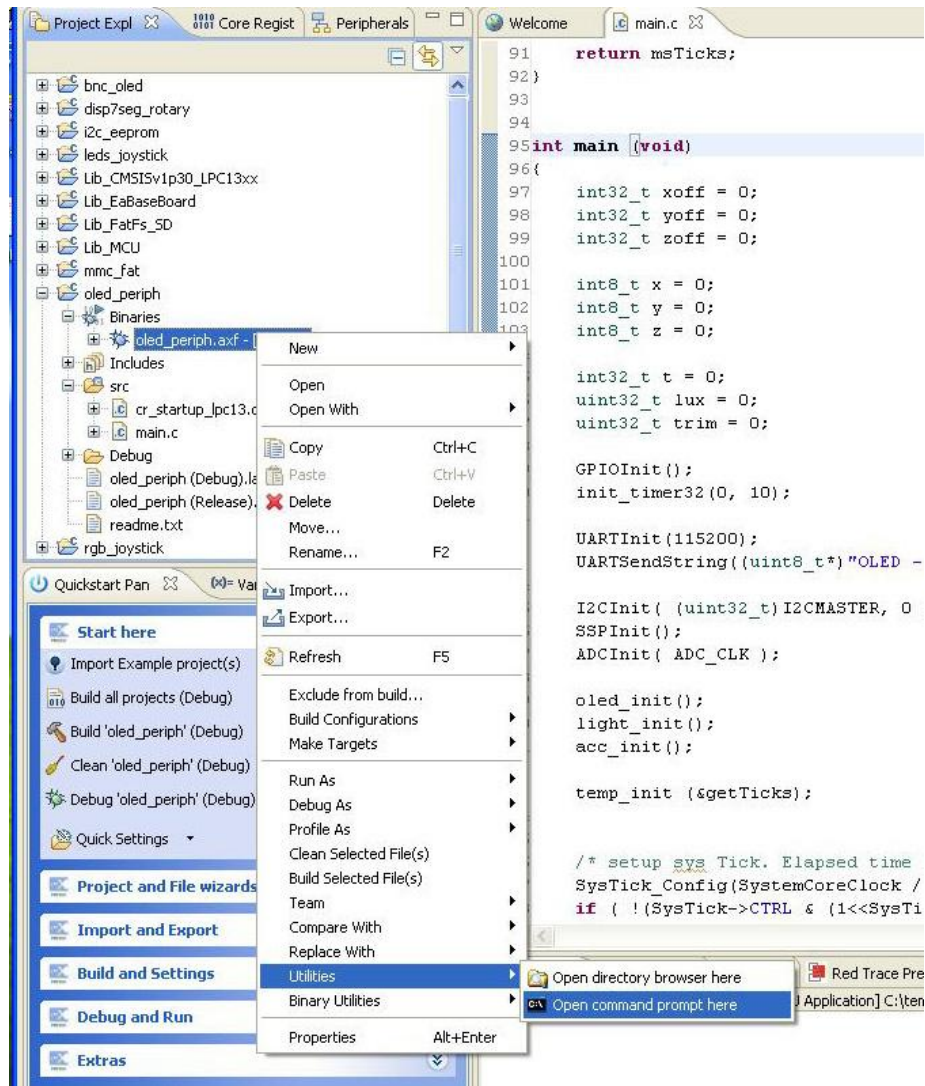 Project Expl
Core Regist
Peripherals
Welcome
main.c
bnc_oled
disp7seg_rotary
i2c_eeprom
leds_joystick
Lib_CMSISv1p30_LPC13xx
Lib_EaBaseBoard
Lib_FatFs_SD
Lib_MCU
mmc_fat
oled_periph
Binaries
oled_periph.axf - [
Includes
src
cr_startup_lpc13.c
main.c
Debug
oled_periph (Debug).la
oled_periph (Release).
readme.txt
rgb_joystick
New
Open
Open With
Copy Ctrl+C
Paste Ctrl+V
Delete Delete
Move...
Rename... F2
Import...
Export...
Refresh F5
Exclude from build...
Build Configurations
Make Targets
Run As
Debug As
Profile As
Clean Selected File(s)
Build Selected File(s)
Team
Compare With
Replace With
Utilities
Binary Utilities
Properties Alt+Enter
Open directory browser here
Open command prompt here
Quickstart Pan
(x)= Va
Start here
Import Example project(s)
Build all projects (Debug)
Build 'oled_periph' (Debug)
Clean 'oled_periph' (Debug)
Debug 'oled_periph' (Debug)
Quick Settings
Project and File wizards
Import and Export
Build and Settings
Debug and Run
Extras
91 return msTicks;
92 }
93
94
95 int main (void)
96 {
97 int32_t xoff = 0;
98 int32_t yoff = 0;
99 int32_t zoff = 0;
100
101 int8_t x = 0;
102 int8_t y = 0;
103 int8_t z = 0;
int32_t t = 0;
uint32_t lux = 0;
uint32_t trim = 0;
GPIOInit();
init_timer32(0, 10);
UARTInit(115200);
UARTSendString((uint8_t*)"OLED -
I2CInit( (uint32_t)I2CMASTER, 0
SSPInit();
ADCInit( ADC_CLK );
oled_init();
light_init();
acc_init();
temp_init (&getTicks);
/* setup sys Tick. Elapsed time
SysTick_Config(SystemCoreClock /
if ( !(SysTick->CTRL & (1<<SysTi
Red Trace Pre
Application] C:\ten